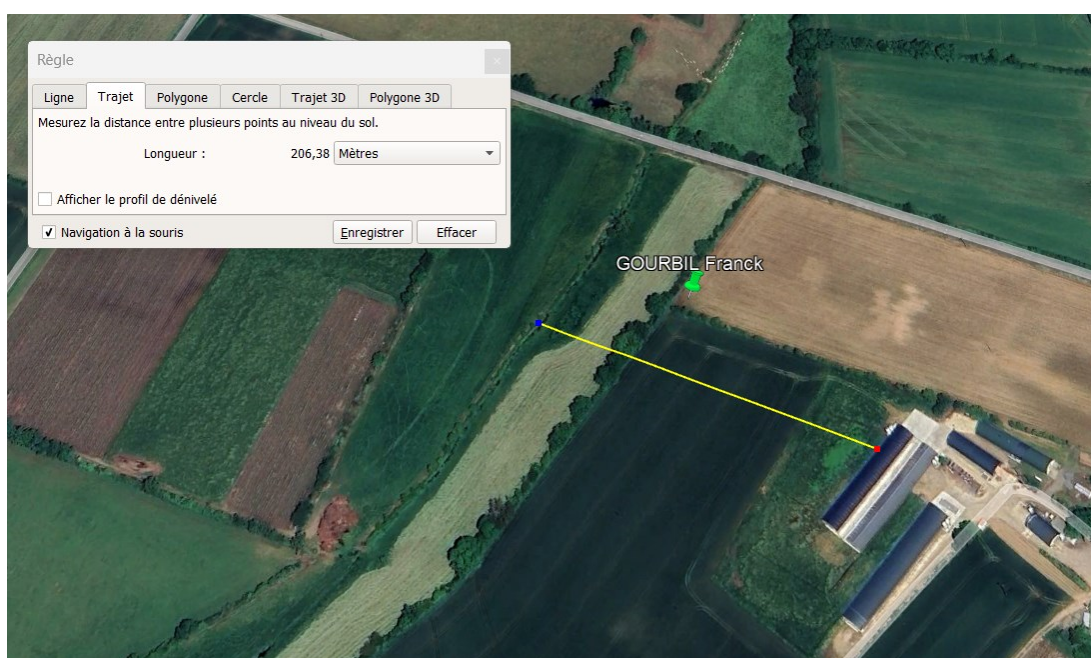 Règle
Ligne Trajet Polygone Cercle Trajet 3D Polygone 3D
Mesurez la distance entre plusieurs points au niveau du sol.
Longueur : 206,38 Mètres
Afficher le profil de dénivelé
Navigation à la souris Enregistrer Effacer
GOURBIL Franck